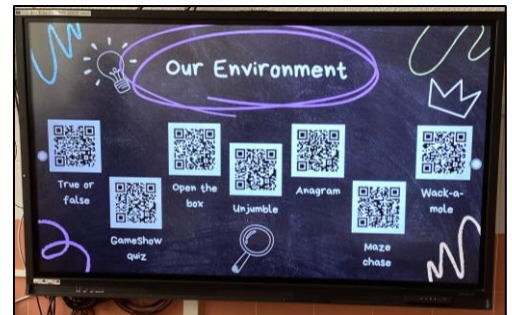 Our Environment
True or
false
GameShow
quiz
Open the
box
Unjumble
Anagram
Maze
chase
Wack-a-
mole